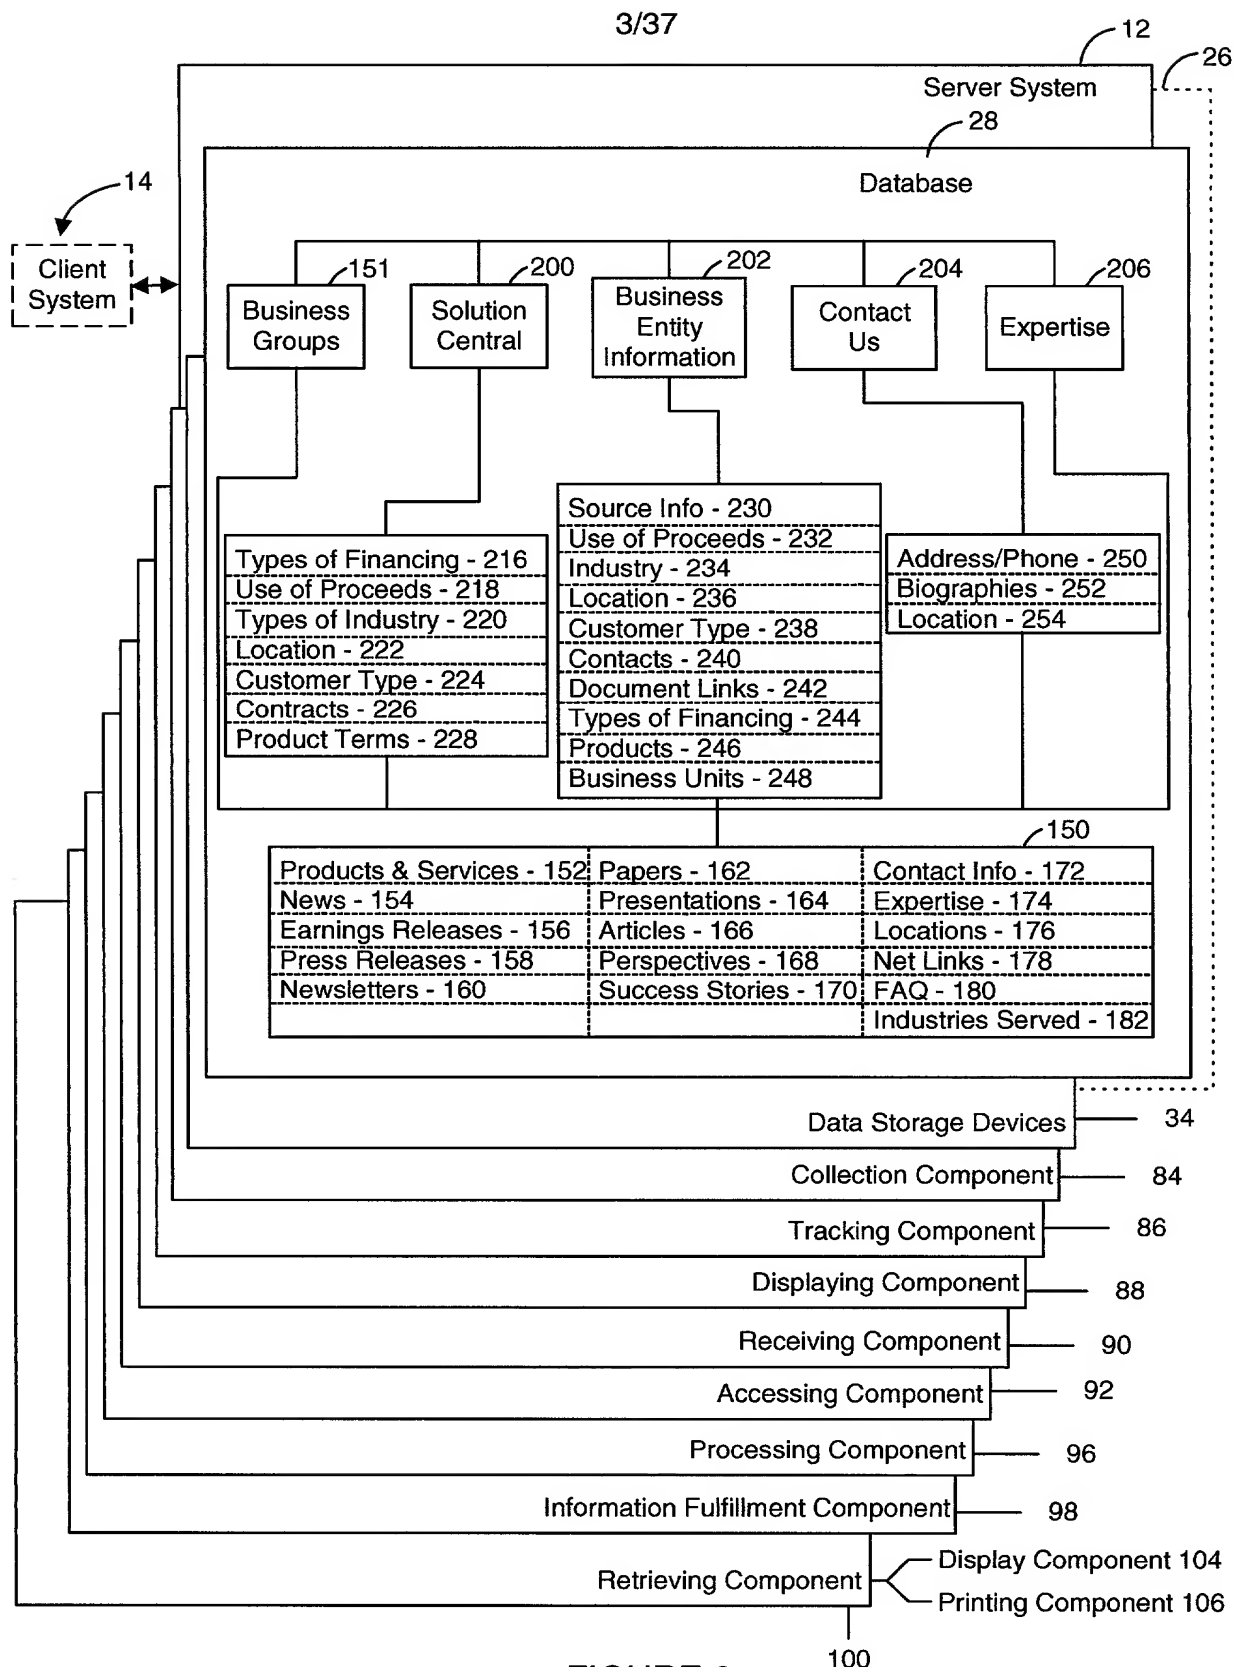 3/37
12
26
Server System
28
Database
14
Client
System
151
200
202
204
206
Business
Groups
Solution
Central
Business
Entity
Information
Contact
Us
Expertise
Types of Financing - 216
Use of Proceeds - 218
Types of Industry - 220
Location - 222
Customer Type - 224
Contracts - 226
Product Terms - 228
Source Info - 230
Use of Proceeds - 232
Industry - 234
Location - 236
Customer Type - 238
Contacts - 240
Document Links - 242
Types of Financing - 244
Products - 246
Business Units - 248
Address/Phone - 250
Biographies - 252
Location - 254
150
Products & Services - 152
News - 154
Earnings Releases - 156
Press Releases - 158
Newsletters - 160
Papers - 162
Presentations - 164
Articles - 166
Perspectives - 168
Success Stories - 170
Contact Info - 172
Expertise - 174
Locations - 176
Net Links - 178
FAQ - 180
Industries Served - 182
Data Storage Devices
34
Collection Component
84
Tracking Component
86
Displaying Component
88
Receiving Component
90
Accessing Component
92
Processing Component
96
Information Fulfillment Component
98
Retrieving Component
Display Component 104
Printing Component 106
100